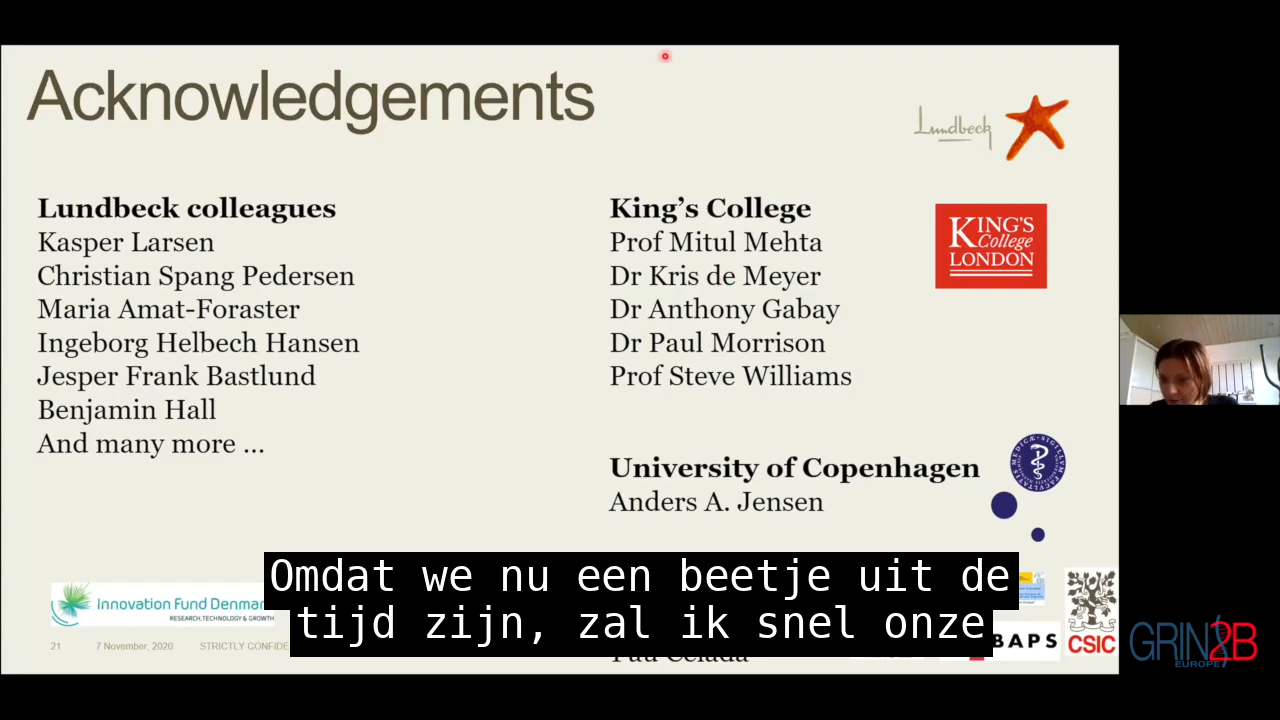 Acknowledgements
Lundbeck
Lundbeck colleagues
Kasper Larsen
Christian Spang Pedersen
Maria Amat-Foraster
Ingeborg Helbech Hansen
Jesper Frank Bastlund
Benjamin Hall
And many more ...
King's College
Prof Mitul Mehta
Dr Kris de Meyer
Dr Anthony Gabay
Dr Paul Morrison
Prof Steve Williams
KING'S
College
LONDON
University of Copenhagen
Anders A. Jensen
Omdat we nu een beetje uit de
tijd zijn, zal ik snel onze
Innovation Fund Denmar
RESEARCH, TECHNOLOGY & GROWTH
21 7 November, 2020 STRICTLY CONFIDE
BAPS
CSIC
GRIN2B
EUROPE